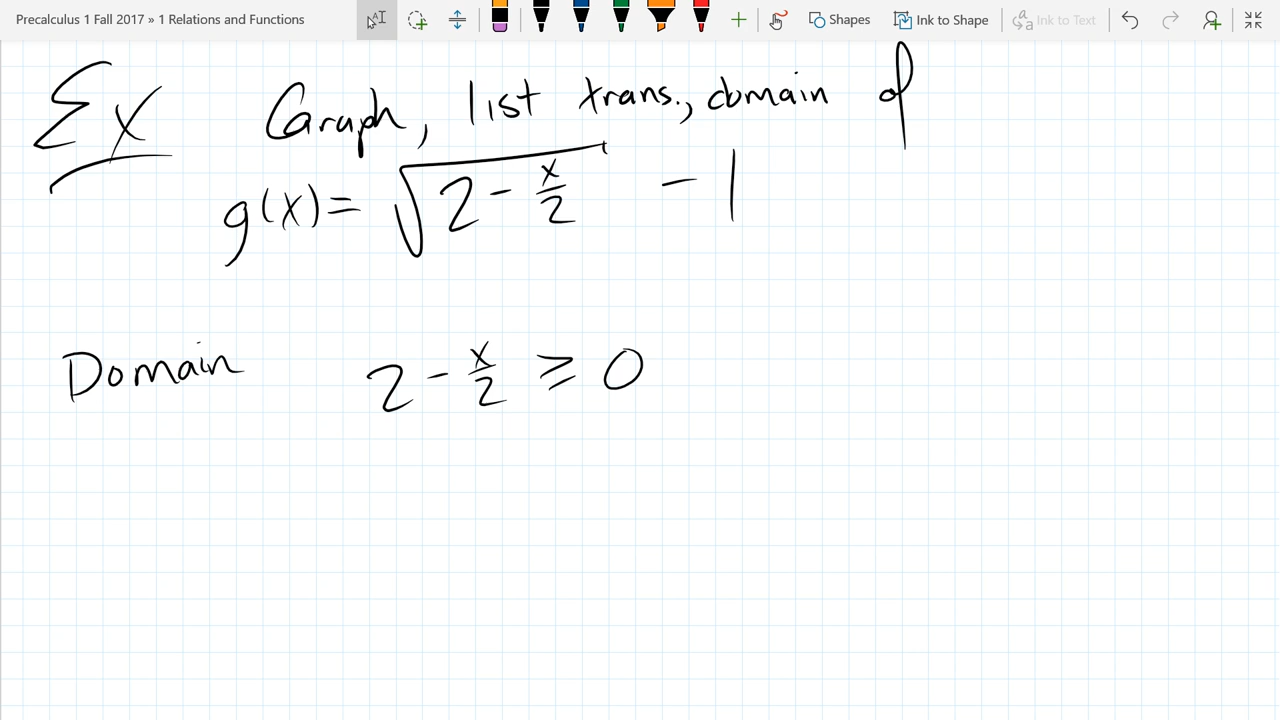 Precalculus 1 Fall 2017 » 1 Relations and Functions
Shapes Ink to Shape Ink to Text
Ex Graph, list trans., domain of
g(x) = √(2 - x/2) - 1
Domain 2 - x/2 ≥ 0